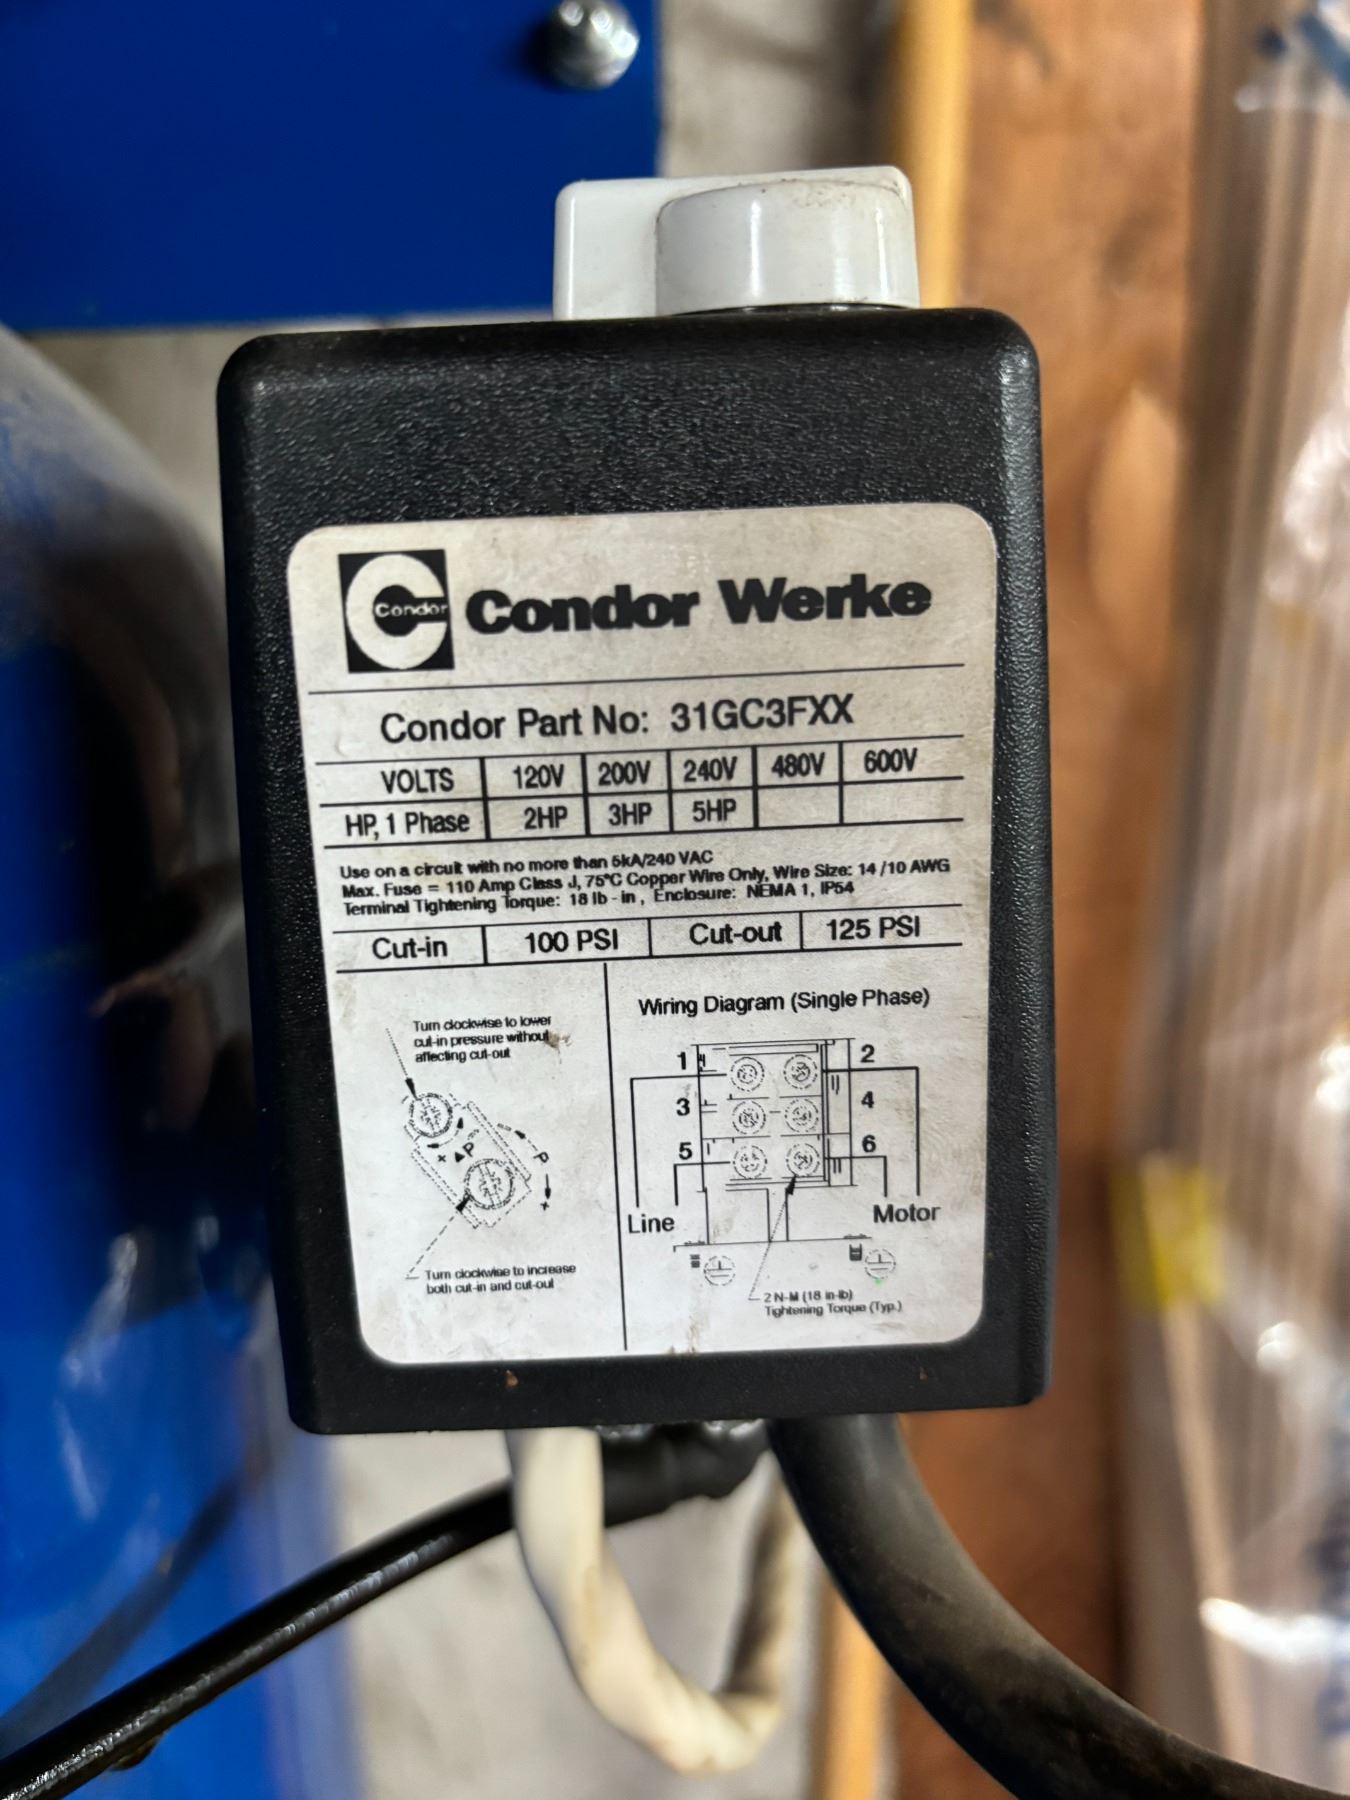 Condor
Condor Werke
Condor Part No: 31GC3FXX
VOLTS 120V 200V 240V 480V 600V
HP, 1 Phase 2HP 3HP 5HP
Use on a circuit with no more than 5kA/240 VAC
Max. Fuse = 110 Amp Class J, 75°C Copper Wire Only, Wire Size: 14 /10 AWG
Terminal Tightening Torque: 18 lb - in , Enclosure: NEMA 1, IP54
Cut-in 100 PSI Cut-out 125 PSI
Turn clockwise to lower
cut-in pressure without
affecting cut-out
+ ▲P
P
+
Turn clockwise to increase
both cut-in and cut-out
Wiring Diagram (Single Phase)
1 2
3 4
5 6
Line Motor
2 N-M (18 in-lb)
Tightening Torque (Typ.)